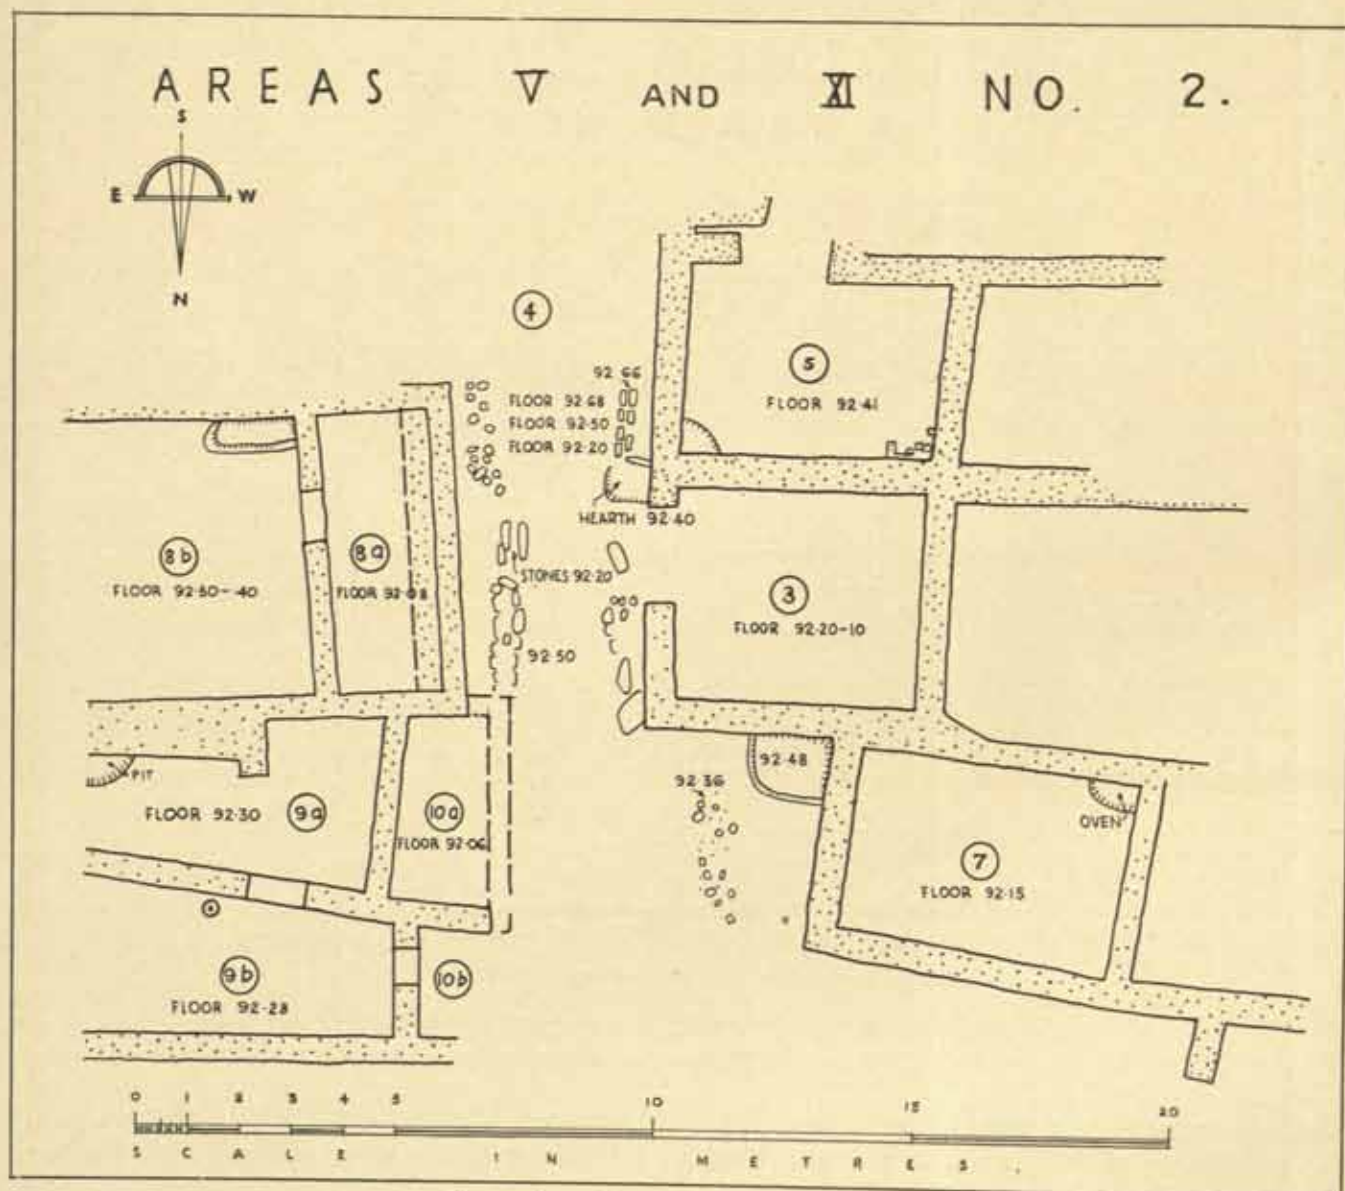 AREAS V AND XI NO. 2.
S
E W
N
4
92 66
FLOOR 92·68
FLOOR 92·50
FLOOR 92·20
5
FLOOR 92·41
HEARTH 92·40
8b
FLOOR 92·50-·40
8a
STONES 92·20
3
FLOOR 92·20-10
92·50
PIT
92·48
92·36
FLOOR 92·30 9a
10a
FLOOR 92·06
OVEN
7
FLOOR 92·15
9b
FLOOR 92·28
10b
0 1 2 3 4 5 10 15 20
SCALE IN METRES.